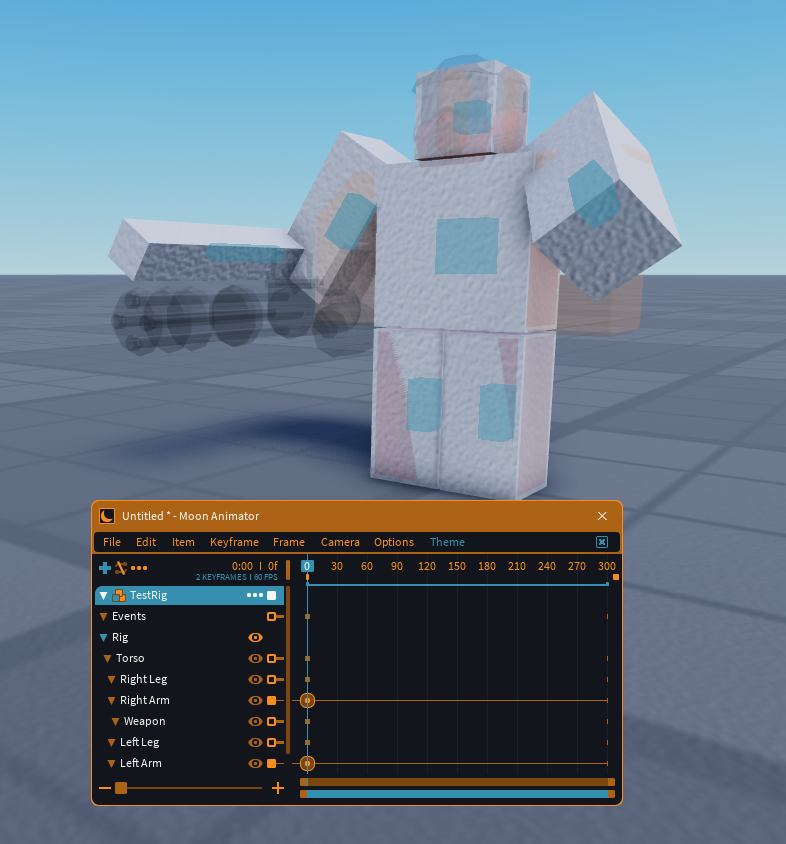 Untitled * - Moon Animator
File Edit Item Keyframe Frame Camera Options Theme
0:00 | 0f
2 KEYFRAMES | 60 FPS
0 30 60 90 120 150 180 210 240 270 300
TestRig
Events
Rig
Torso
Right Leg
Right Arm
Weapon
Left Leg
Left Arm